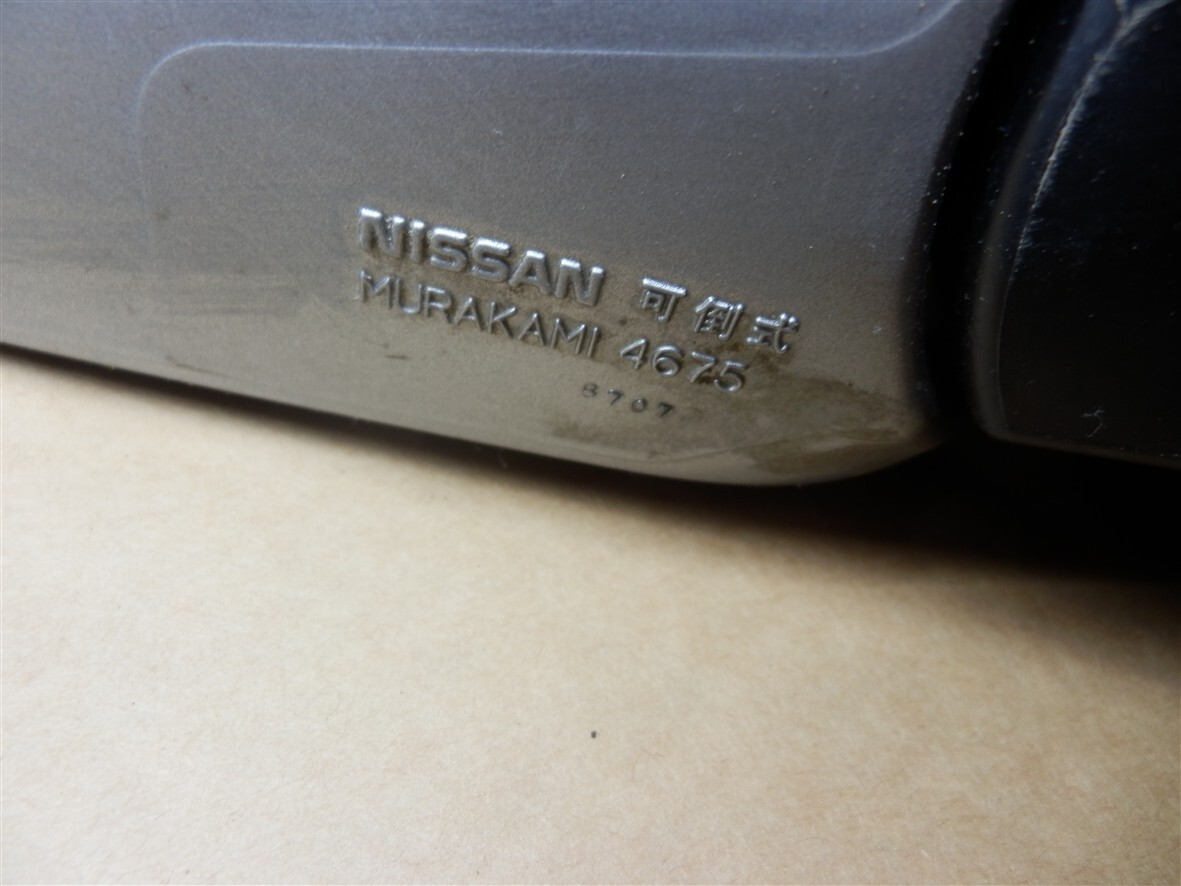 NISSAN 可倒式
MURAKAMI 4675
8707